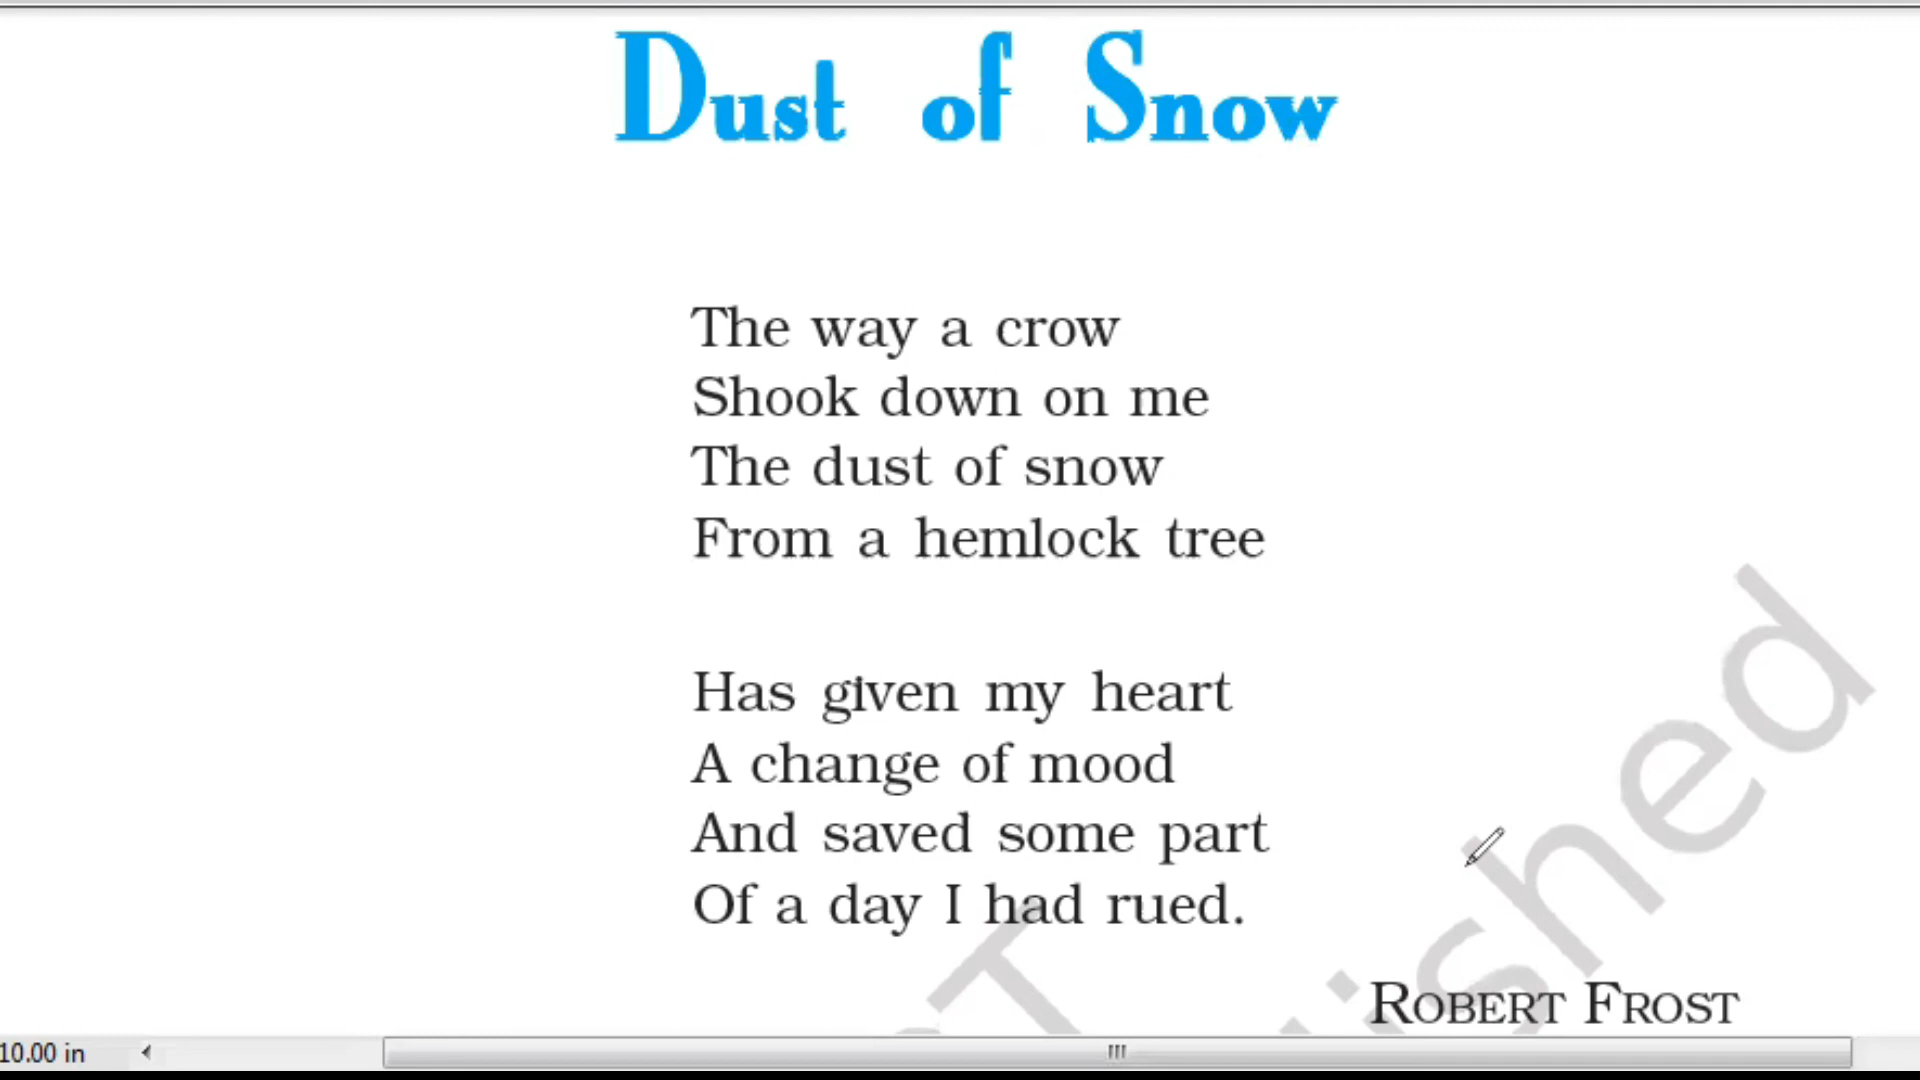 Dust of Snow
The way a crow
Shook down on me
The dust of snow
From a hemlock tree
Has given my heart
A change of mood
And saved some part
Of a day I had rued.
ROBERT FROST
10.00 in